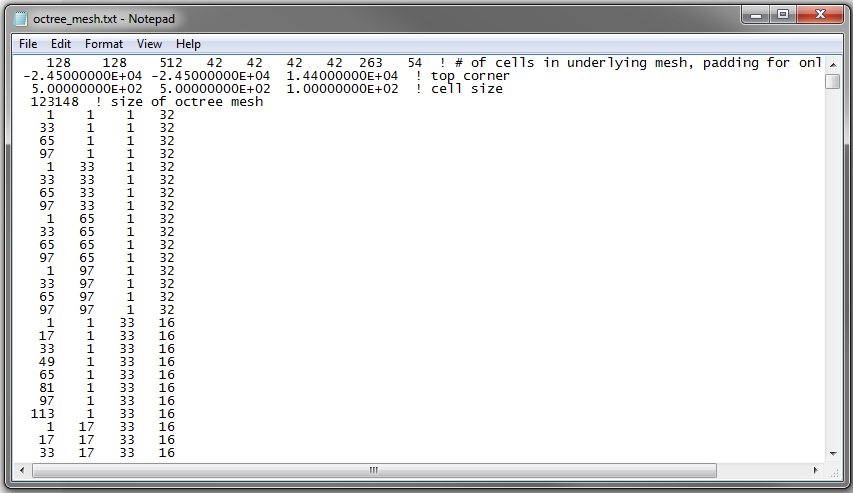 octree_mesh.txt - Notepad
File Edit Format View Help
128 128 512 42 42 42 42 263 54 ! # of cells in underlying mesh, padding for onl
-2.45000000E+04 -2.45000000E+04 1.44000000E+04 ! top corner
5.00000000E+02 5.00000000E+02 1.00000000E+02 ! cell size
123148 ! size of octree mesh
1 1 1 32
33 1 1 32
65 1 1 32
97 1 1 32
1 33 1 32
33 33 1 32
65 33 1 32
97 33 1 32
1 65 1 32
33 65 1 32
65 65 1 32
97 65 1 32
1 97 1 32
33 97 1 32
65 97 1 32
97 97 1 32
1 1 33 16
17 1 33 16
33 1 33 16
49 1 33 16
65 1 33 16
81 1 33 16
97 1 33 16
113 1 33 16
1 17 33 16
17 17 33 16
33 17 33 16